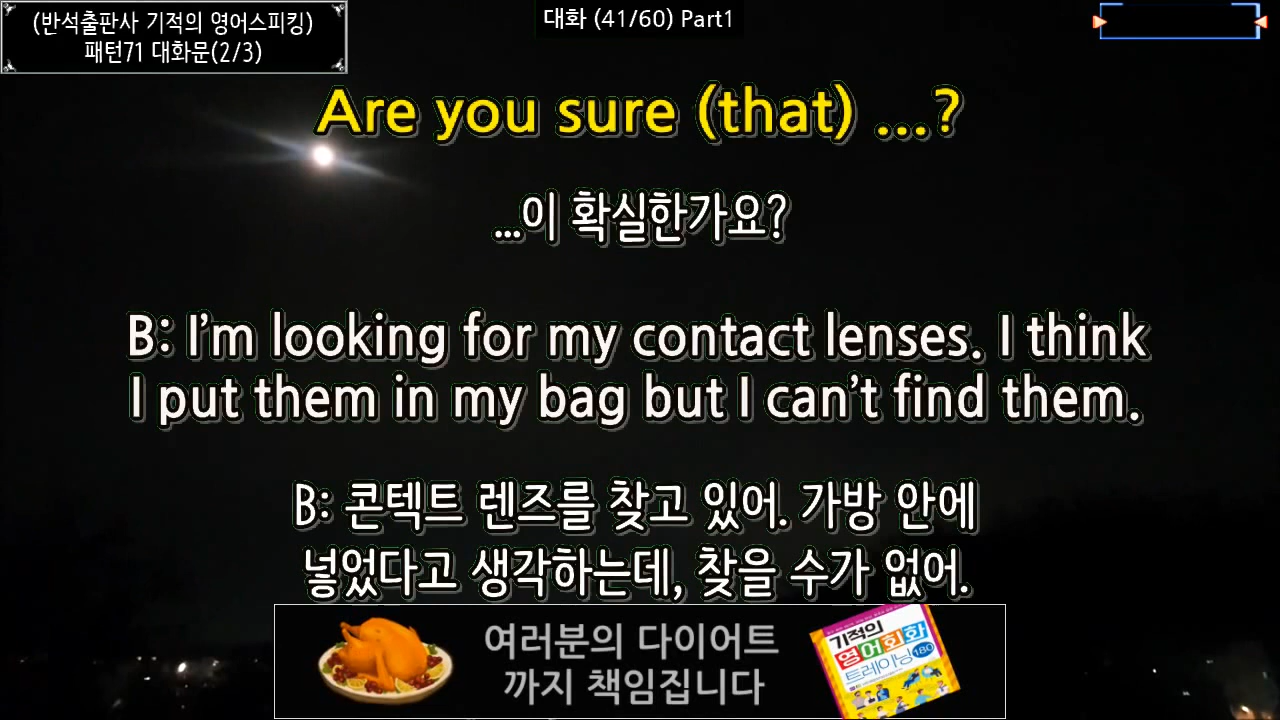 (반석출판사 기적의 영어스피킹)
패턴71 대화문(2/3)
대화 (41/60) Part1
Are you sure (that) ...?
...이 확실한가요?
B: I’m looking for my contact lenses. I think
I put them in my bag but I can’t find them.
B: 콘텍트 렌즈를 찾고 있어. 가방 안에
넣었다고 생각하는데, 찾을 수가 없어.
여러분의 다이어트
까지 책임집니다
기적의
영어회화
트레이닝 180